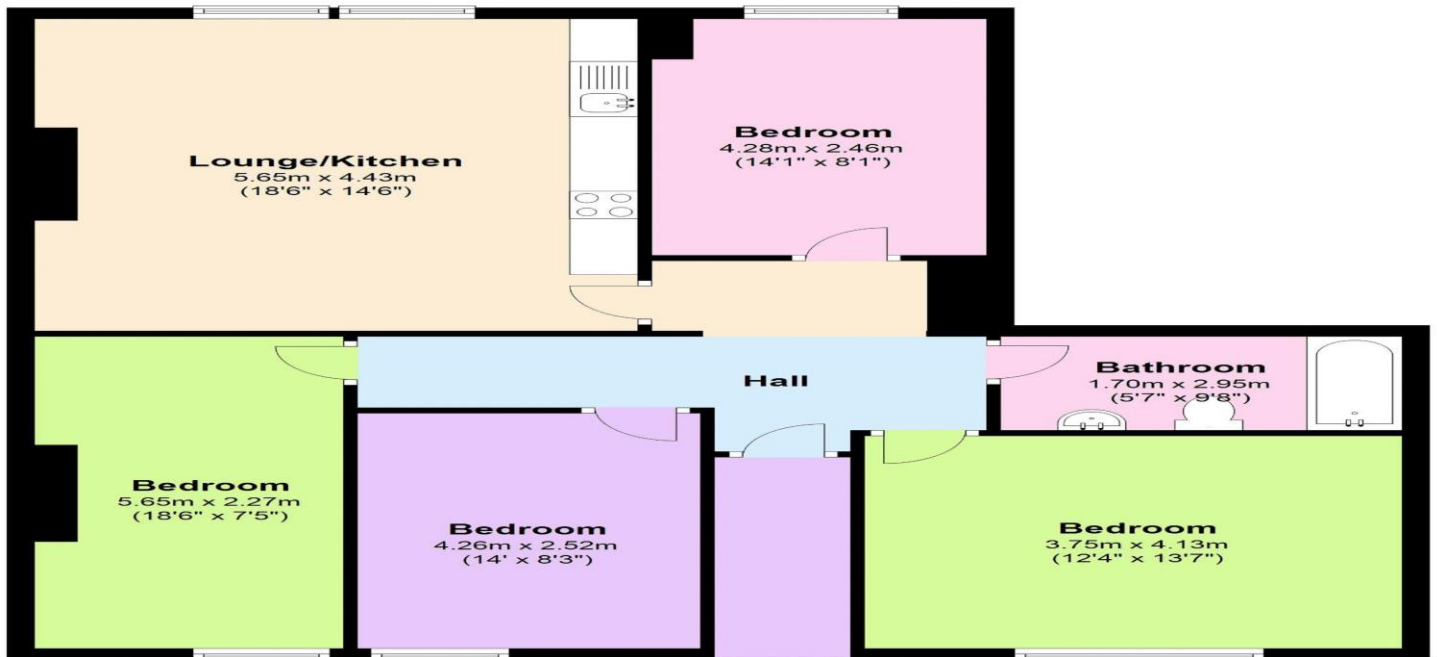 Lounge/Kitchen
5.65m x 4.43m
(18'6" x 14'6")
Bedroom
4.28m x 2.46m
(14'1" x 8'1")
Hall
Bathroom
1.70m x 2.95m
(5'7" x 9'8")
Bedroom
5.65m x 2.27m
(18'6" x 7'5")
Bedroom
4.26m x 2.52m
(14' x 8'3")
Bedroom
3.75m x 4.13m
(12'4" x 13'7")